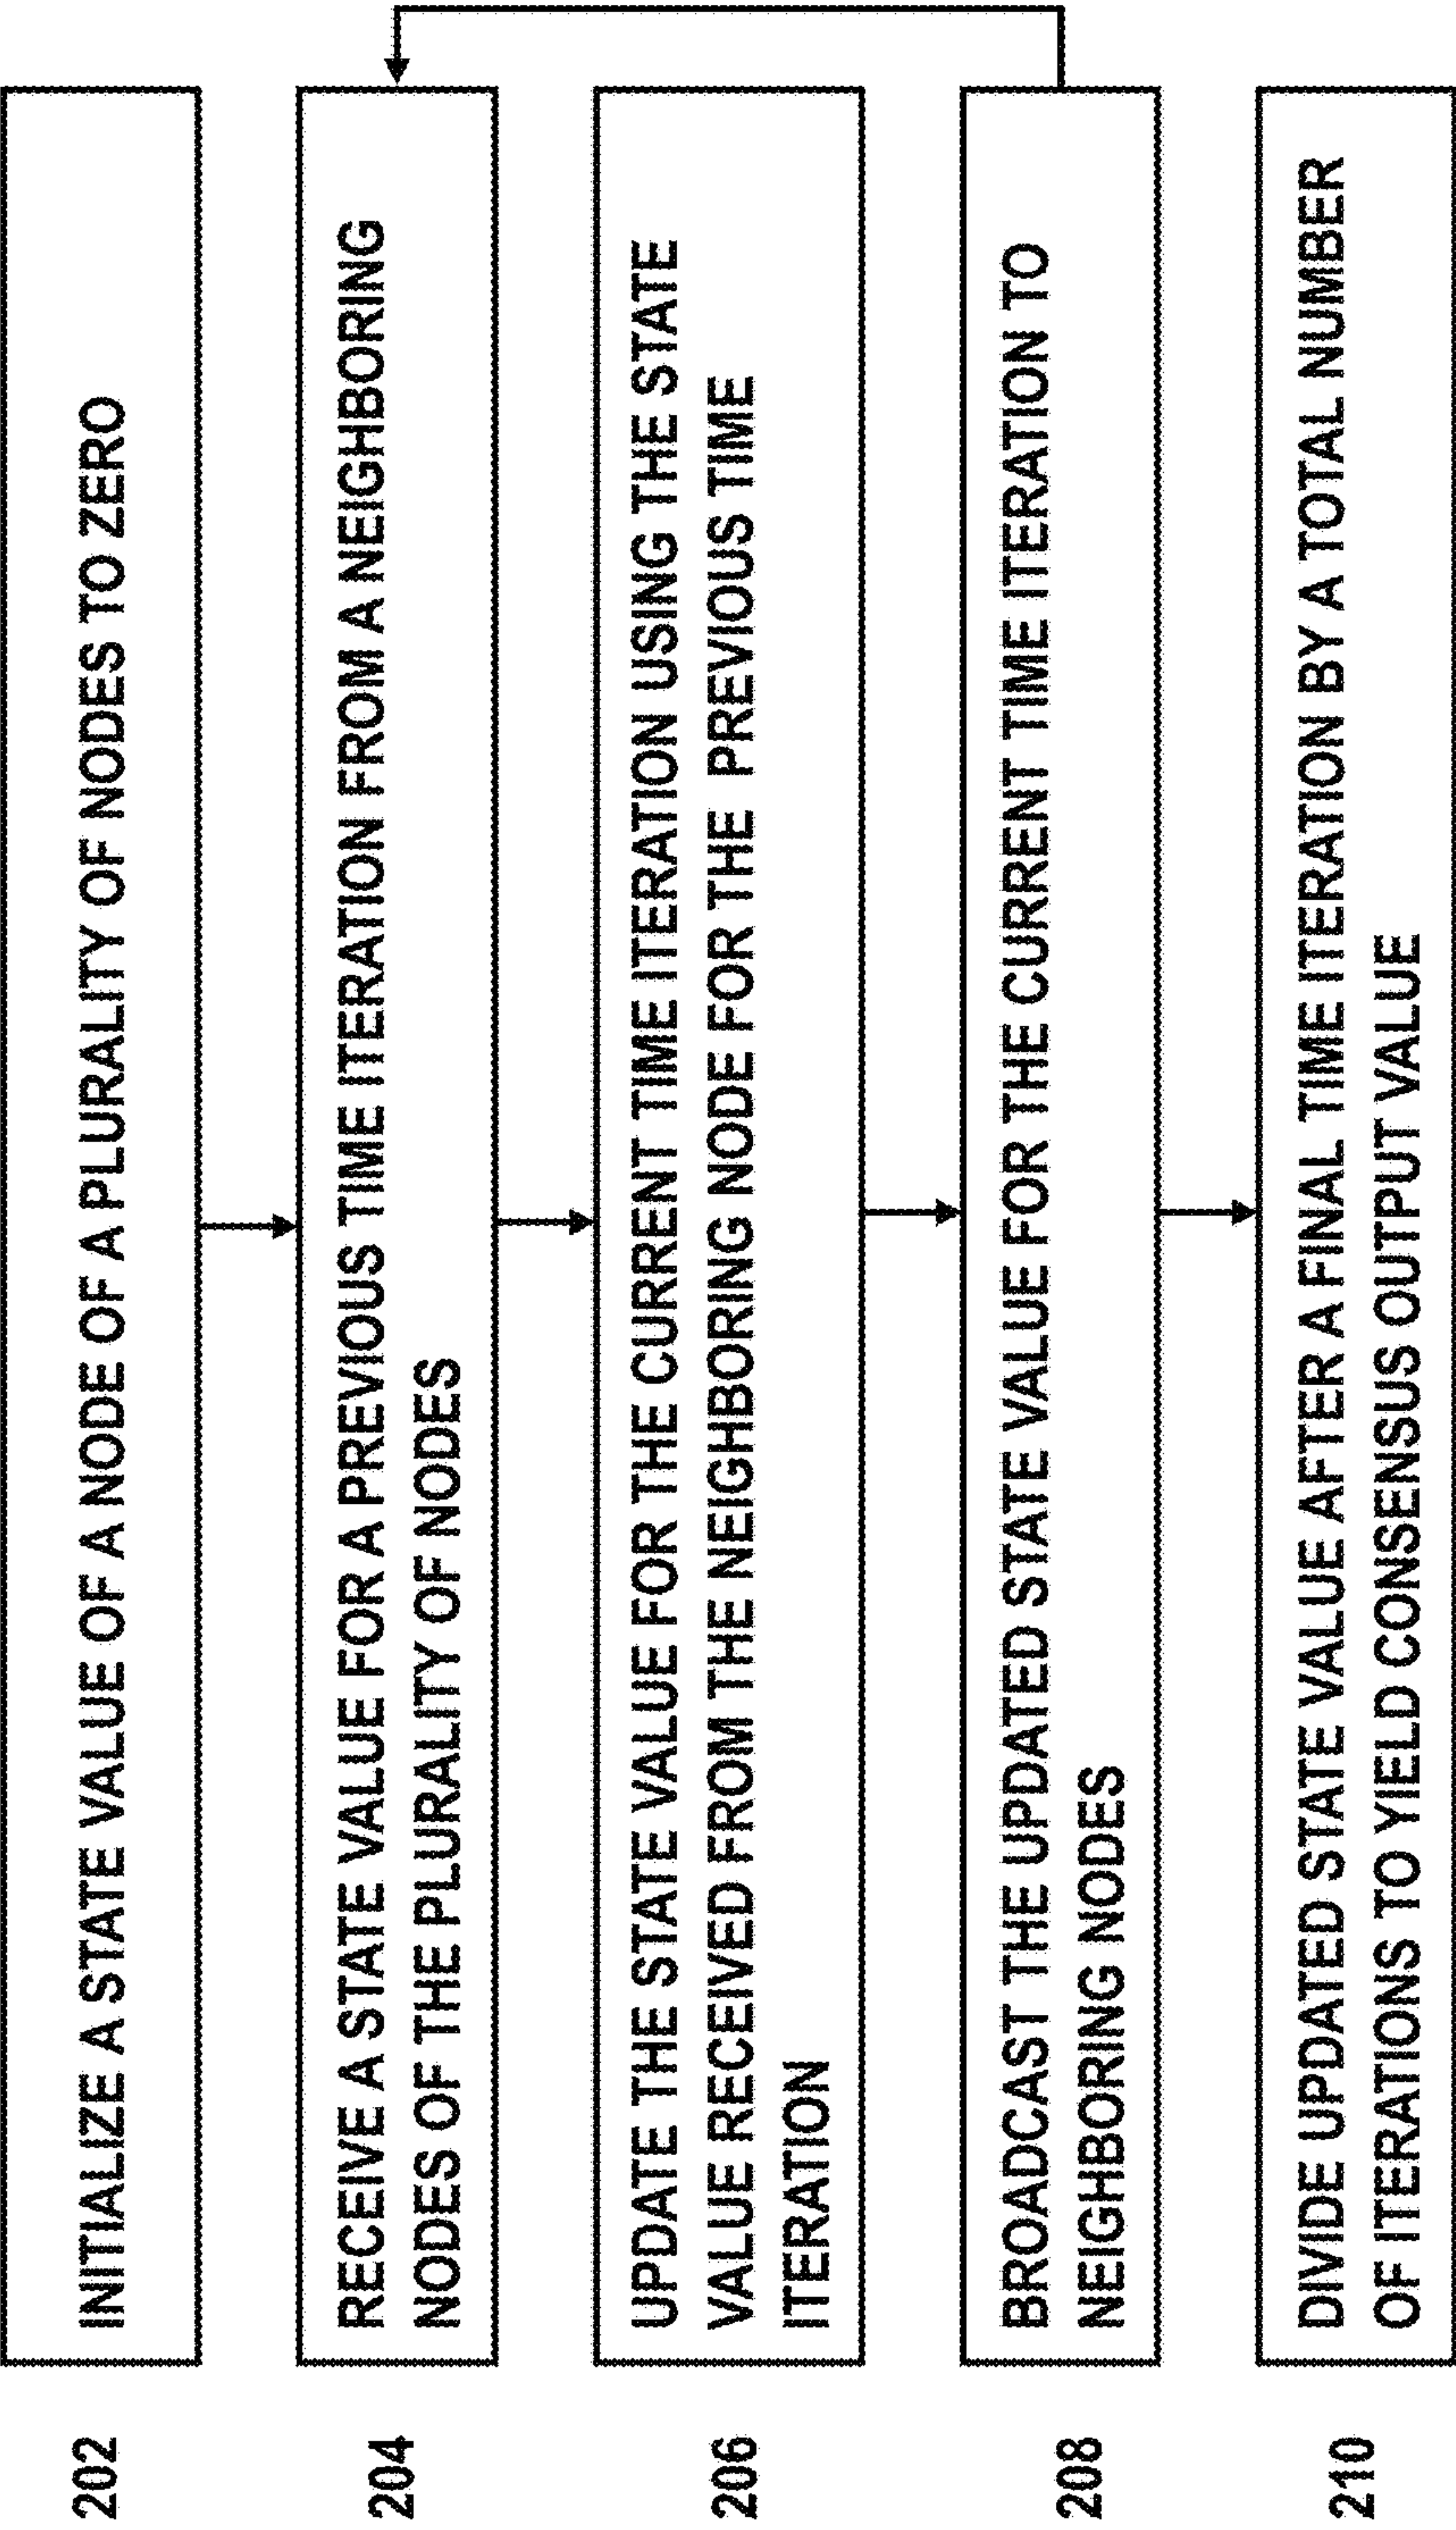 202
INITIALIZE A STATE VALUE OF A NODE OF A PLURALITY OF NODES TO ZERO
204
RECEIVE A STATE VALUE FOR A PREVIOUS TIME ITERATION FROM A NEIGHBORING
NODES OF THE PLURALITY OF NODES
206
UPDATE THE STATE VALUE FOR THE CURRENT TIME ITERATION USING THE STATE
VALUE RECEIVED FROM THE NEIGHBORING NODE FOR THE PREVIOUS TIME
ITERATION
208
BROADCAST THE UPDATED STATE VALUE FOR THE CURRENT TIME ITERATION TO
NEIGHBORING NODES
210
DIVIDE UPDATED STATE VALUE AFTER A FINAL TIME ITERATION BY A TOTAL NUMBER
OF ITERATIONS TO YIELD CONSENSUS OUTPUT VALUE